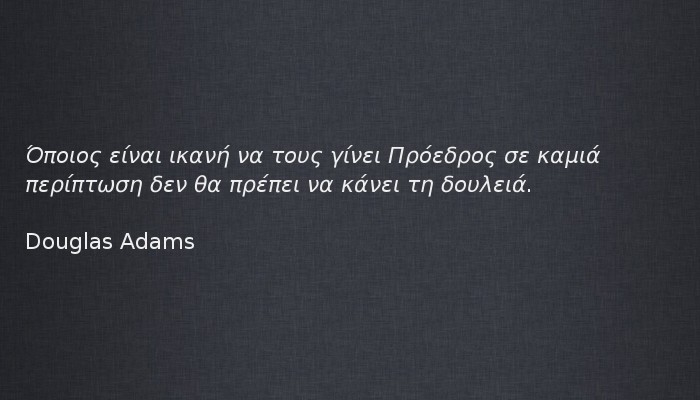 Όποιος είναι ικανή να τους γίνει Πρόεδρος σε καμιά
περίπτωση δεν θα πρέπει να κάνει τη δουλειά.
Douglas Adams